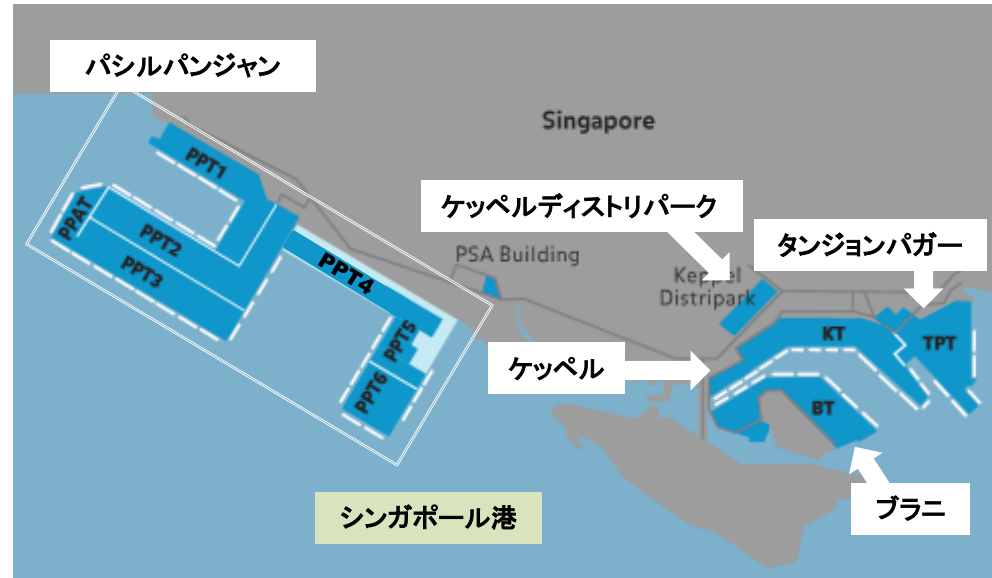 パシルパンジャン
Singapore
PPT1
ケッペルディストリパーク
PPAT
PPT2
タンジョンパガー
PSA Building
PPT3
PPT4
Keppel
Distripark
PPT5
KT
TPT
ケッペル
PPT6
BT
シンガポール港
ブラニ